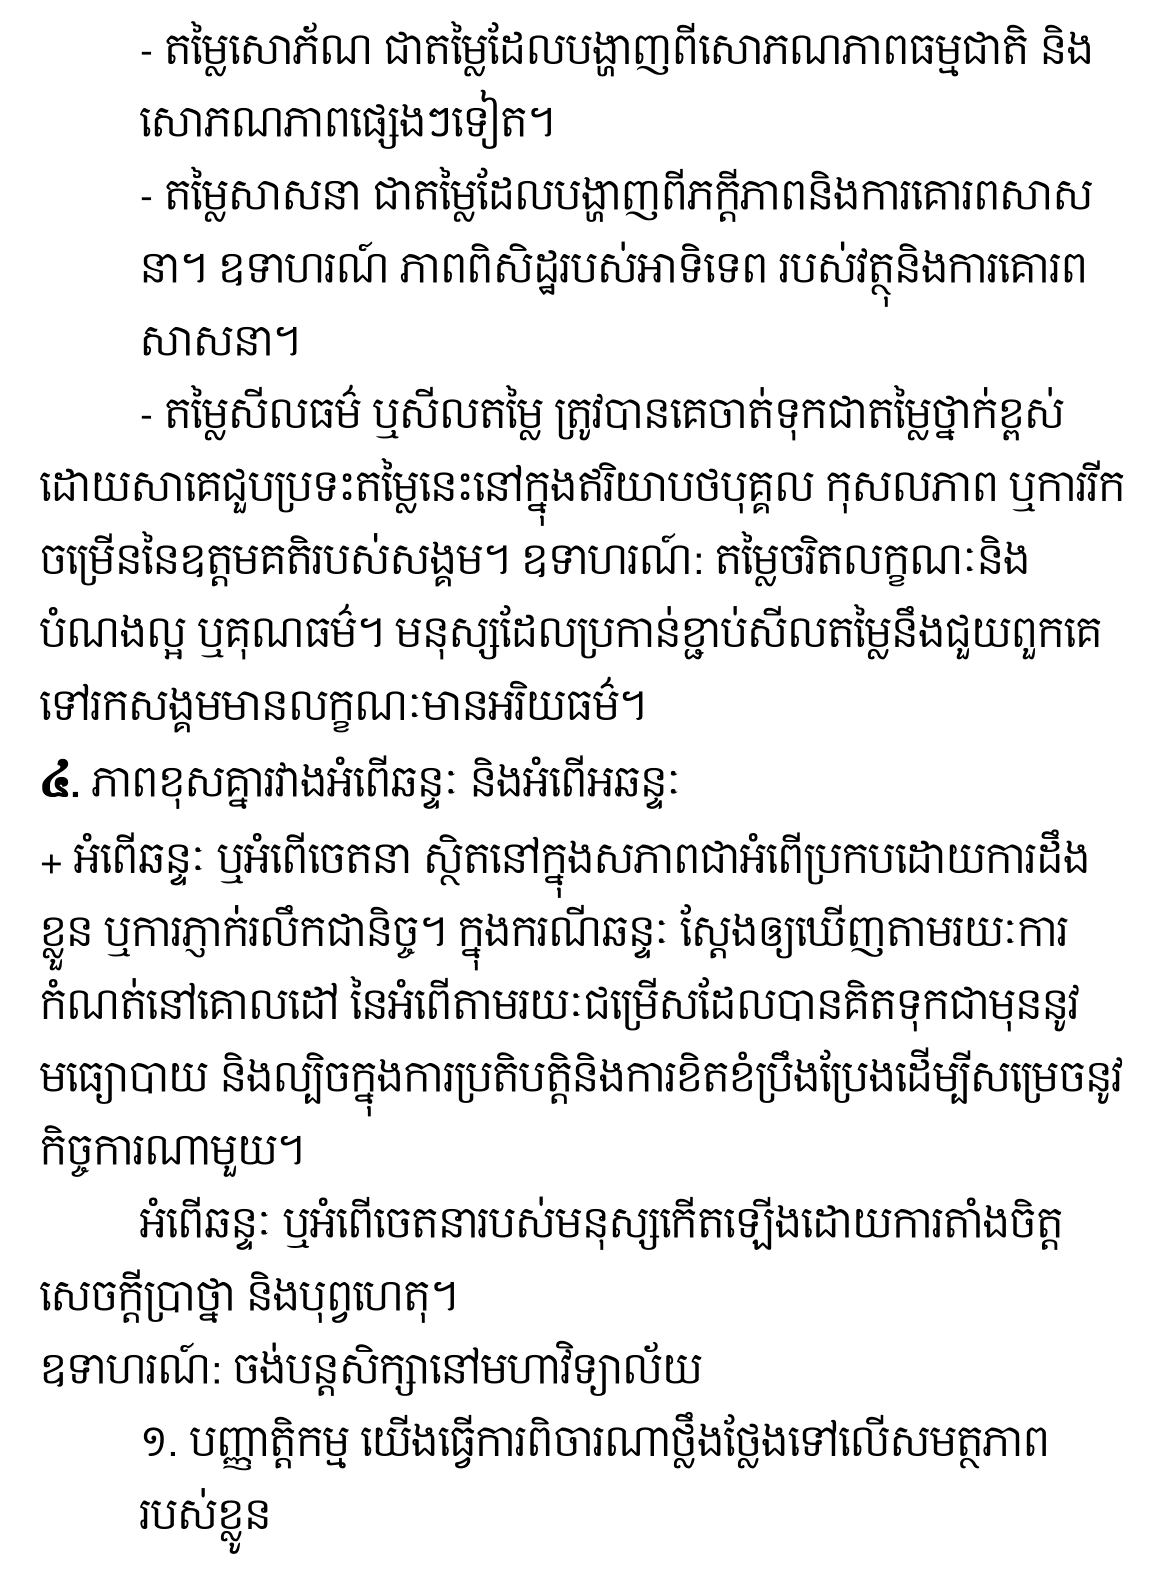 - តម្លៃសោភ័ណ ជាតម្លៃដែលបង្ហាញពីសោភណភាពធម្មជាតិ និង
សោភណភាពផ្សេងៗទៀត។
- តម្លៃសាសនា ជាតម្លៃដែលបង្ហាញពីភក្តីភាពនិងការគោរពសាស
នា។ ឧទាហរណ៍ ភាពពិសិដ្ឋរបស់អាទិទេព របស់វត្ថុនិងការគោរព
សាសនា។
- តម្លៃសីលធម៌ ឬសីលតម្លៃ ត្រូវបានគេចាត់ទុកជាតម្លៃថ្នាក់ខ្ពស់
ដោយសាគេជួបប្រទះតម្លៃនេះនៅក្នុងឥរិយាបថបុគ្គល កុសលភាព ឬការរីក
ចម្រើននៃឧត្តមគតិរបស់សង្គម។ ឧទាហរណ៍: តម្លៃចរិតលក្ខណៈនិង
បំណងល្អ ឬគុណធម៌។ មនុស្សដែលប្រកាន់ខ្ជាប់សីលតម្លៃនឹងជួយពួកគេ
ទៅរកសង្គមមានលក្ខណៈមានអរិយធម៌។
៤. ភាពខុសគ្នារវាងអំពើឆន្ទៈ និងអំពើអឆន្ទៈ
+ អំពើឆន្ទៈ ឬអំពើចេតនា ស្ថិតនៅក្នុងសភាពជាអំពើប្រកបដោយការដឹង
ខ្លួន ឬការភ្ញាក់រលឹកជានិច្ច។ ក្នុងករណីឆន្ទៈ ស្តែងឲ្យឃើញតាមរយៈការ
កំណត់នៅគោលដៅ នៃអំពើតាមរយៈជម្រើសដែលបានគិតទុកជាមុននូវ
មធ្យោបាយ និងល្បិចក្នុងការប្រតិបត្តិនិងការខិតខំប្រឹងប្រែងដើម្បីសម្រេចនូវ
កិច្ចការណាមួយ។
អំពើឆន្ទៈ ឬអំពើចេតនារបស់មនុស្សកើតឡើងដោយការតាំងចិត្ត
សេចក្តីប្រាថ្នា និងបុព្វហេតុ។
ឧទាហរណ៍: ចង់បន្តសិក្សានៅមហាវិទ្យាល័យ
១. បញ្ញាត្តិកម្ម យើងធ្វើការពិចារណាថ្លឹងថ្លែងទៅលើសមត្ថភាព
របស់ខ្លួន